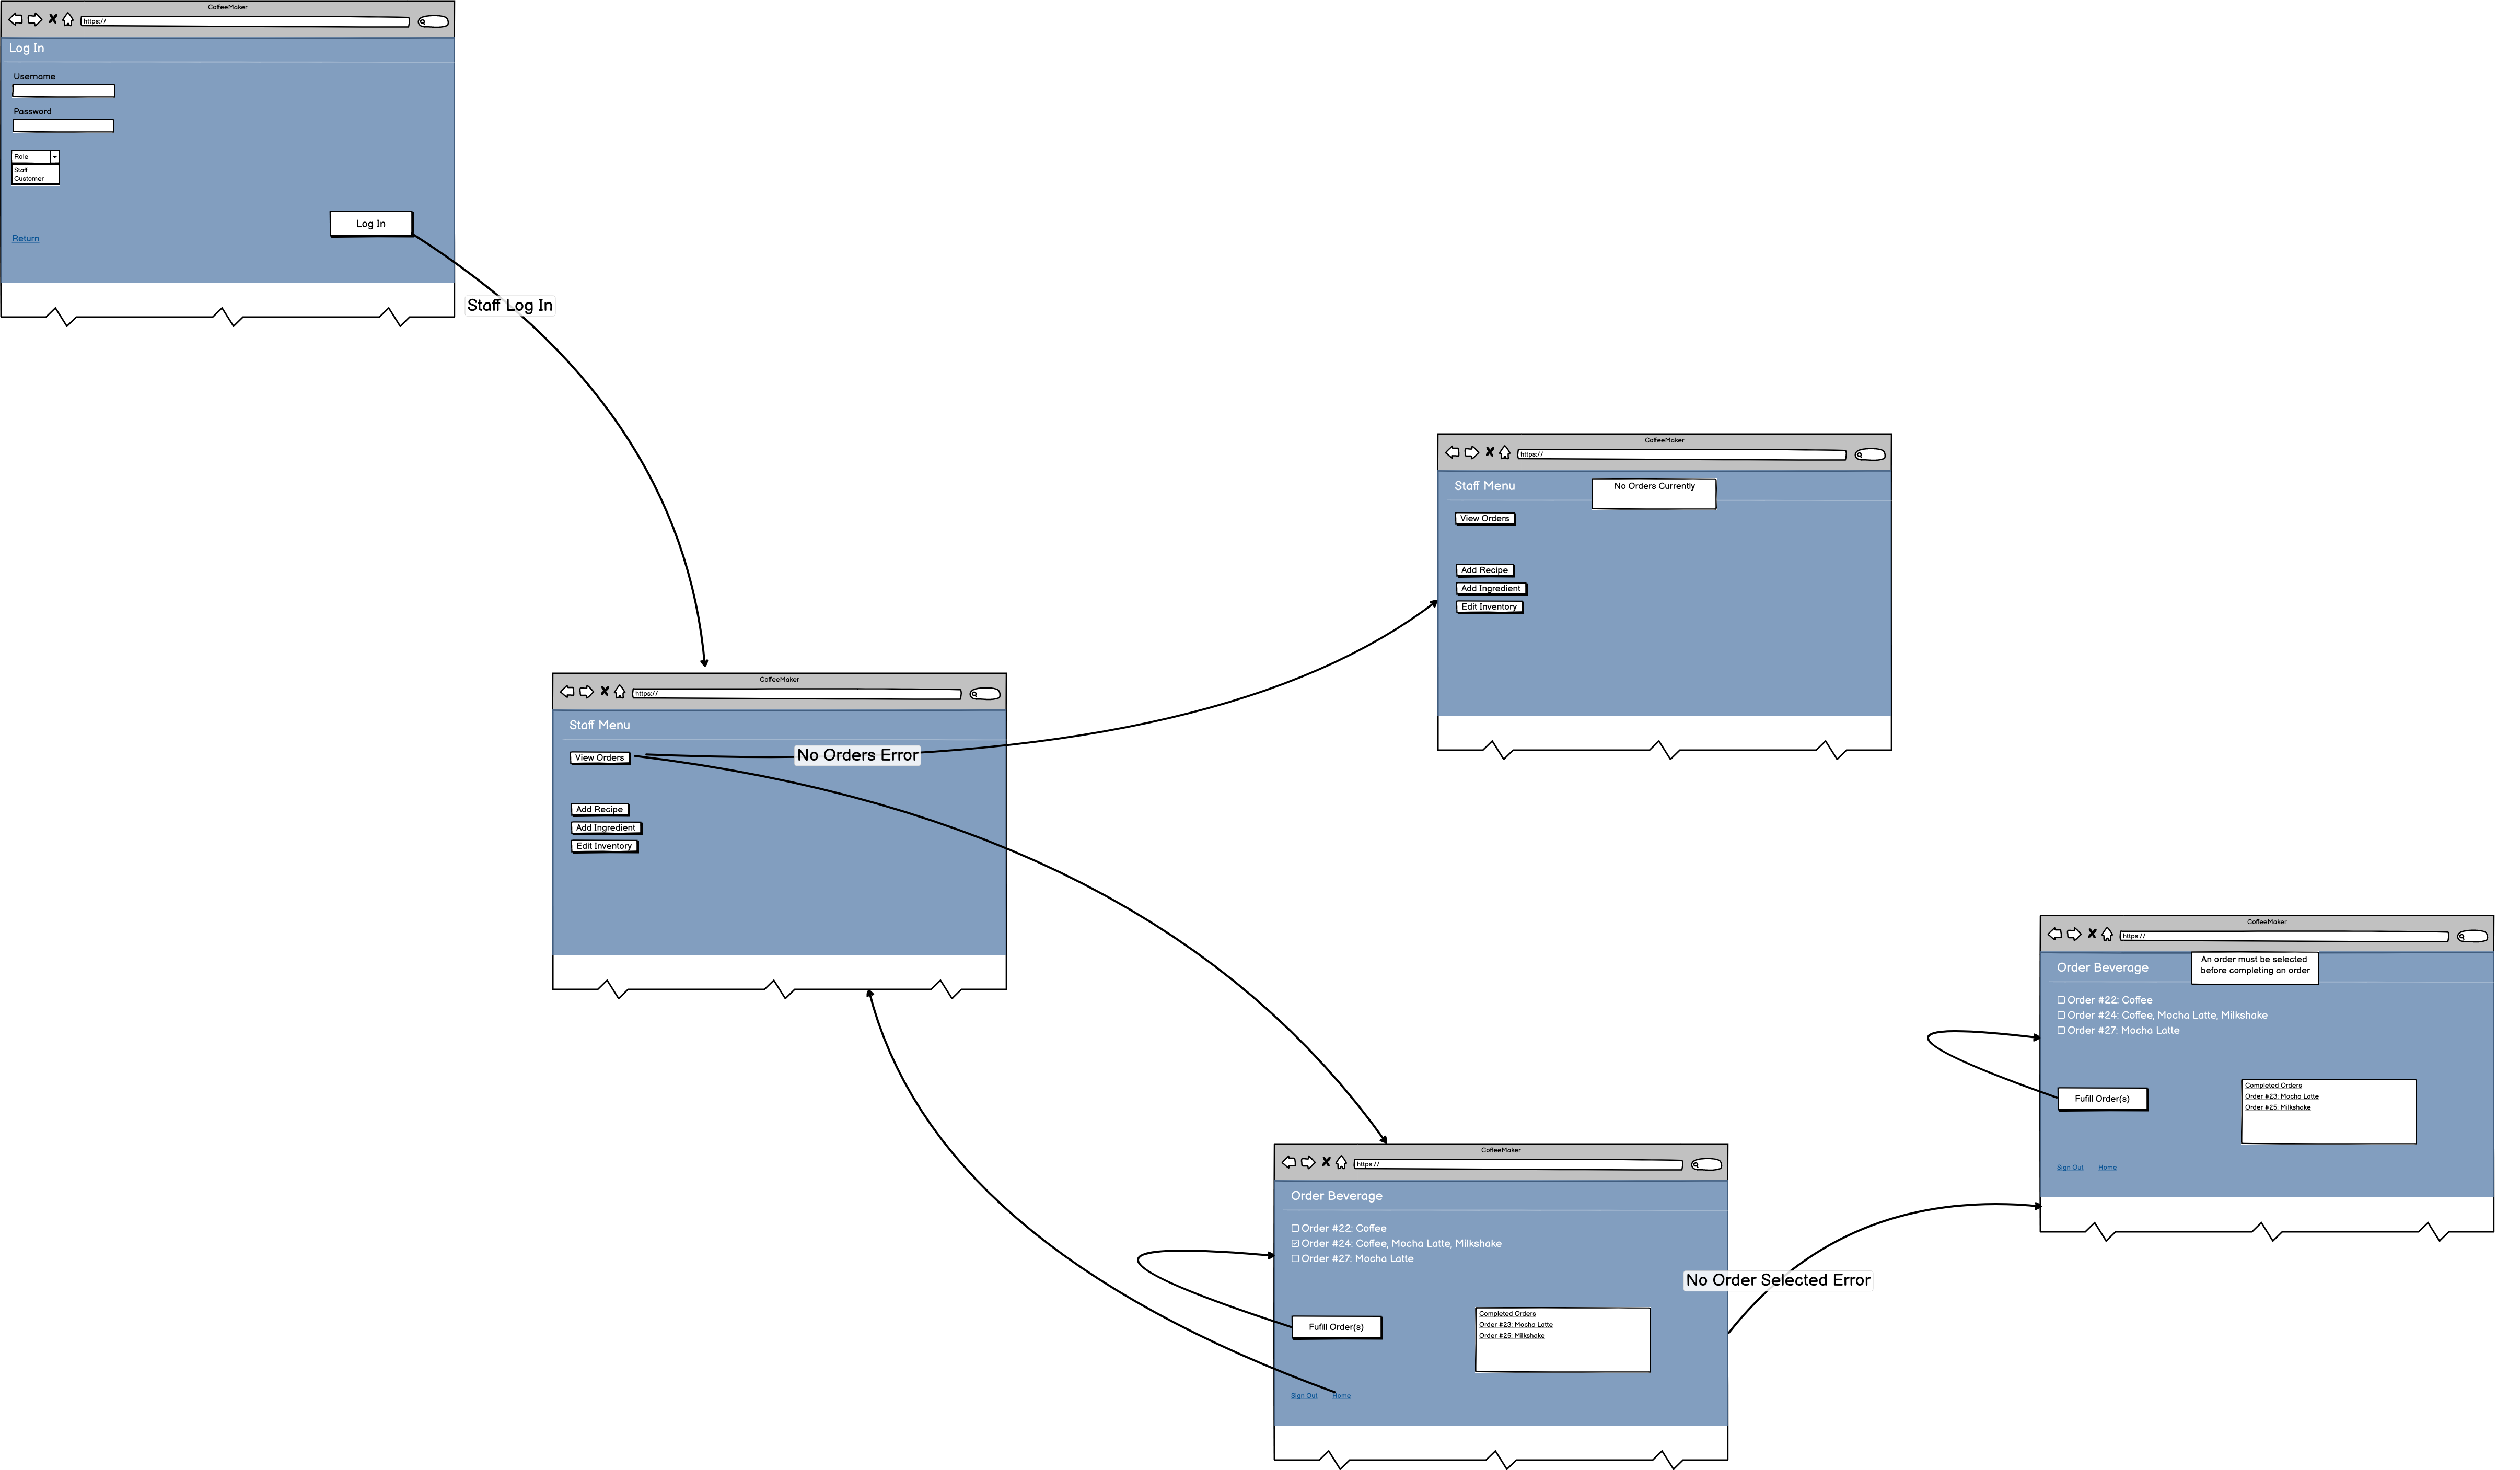 CoffeeMaker
https://
Log In
Username
Password
Role
Staff
Customer
Log In
Return
Staff Log In
CoffeeMaker
https://
Staff Menu
No Orders Currently
View Orders
Add Recipe
Add Ingredient
Edit Inventory
CoffeeMaker
https://
Staff Menu
View Orders
No Orders Error
Add Recipe
Add Ingredient
Edit Inventory
CoffeeMaker
https://
Order Beverage
An order must be selected
before completing an order
Order #22: Coffee
Order #24: Coffee, Mocha Latte, Milkshake
Order #27: Mocha Latte
Fufill Order(s)
Completed Orders
Order #23: Mocha Latte
Order #25: Milkshake
Sign Out Home
CoffeeMaker
https://
Order Beverage
Order #22: Coffee
Order #24: Coffee, Mocha Latte, Milkshake
Order #27: Mocha Latte
No Order Selected Error
Fufill Order(s)
Completed Orders
Order #23: Mocha Latte
Order #25: Milkshake
Sign Out Home